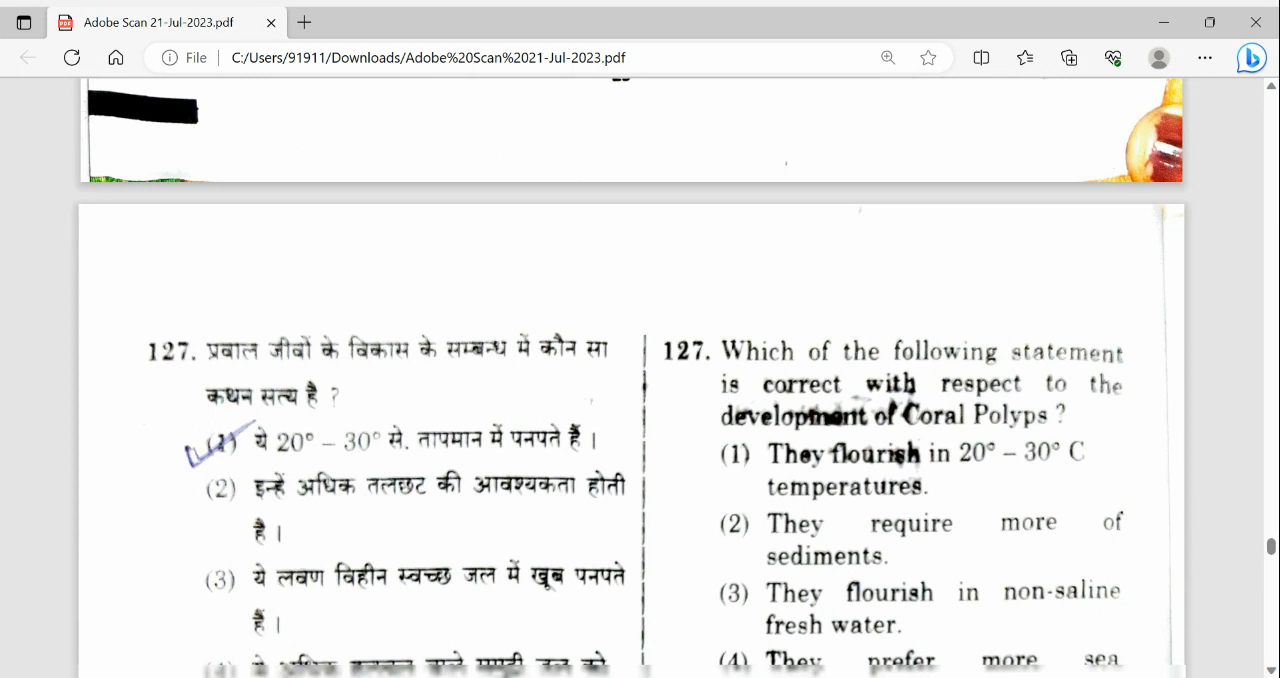 Adobe Scan 21-Jul-2023.pdf
File
C:/Users/91911/Downloads/Adobe%20Scan%2021-Jul-2023.pdf
127. प्रवाल जीवों के विकास के सम्बन्ध में कौन सा
कथन सत्य है ?
(1) ये 20° – 30° से. तापमान में पनपते हैं ।
(2) इन्हें अधिक तलछट की आवश्यकता होती
है ।
(3) ये लवण विहीन स्वच्छ जल में खूब पनपते
हैं ।
127. Which of the following statement
is correct with respect to the
development of Coral Polyps ?
(1) They flourish in 20° – 30° C
temperatures.
(2) They require more of
sediments.
(3) They flourish in non-saline
fresh water.
(4) They prefer more sea